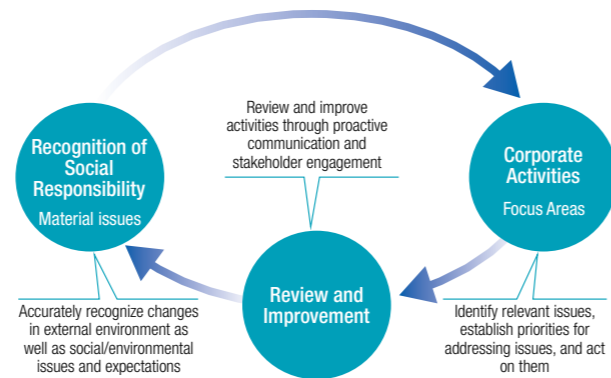 Recognition of
Social
Responsibility
Material issues
Accurately recognize changes
in external environment as
well as social/environmental
issues and expectations
Review and improve
activities through proactive
communication and
stakeholder engagement
Review and
Improvement
Corporate
Activities
Focus Areas
Identify relevant issues,
establish priorities for
addressing issues, and act
on them